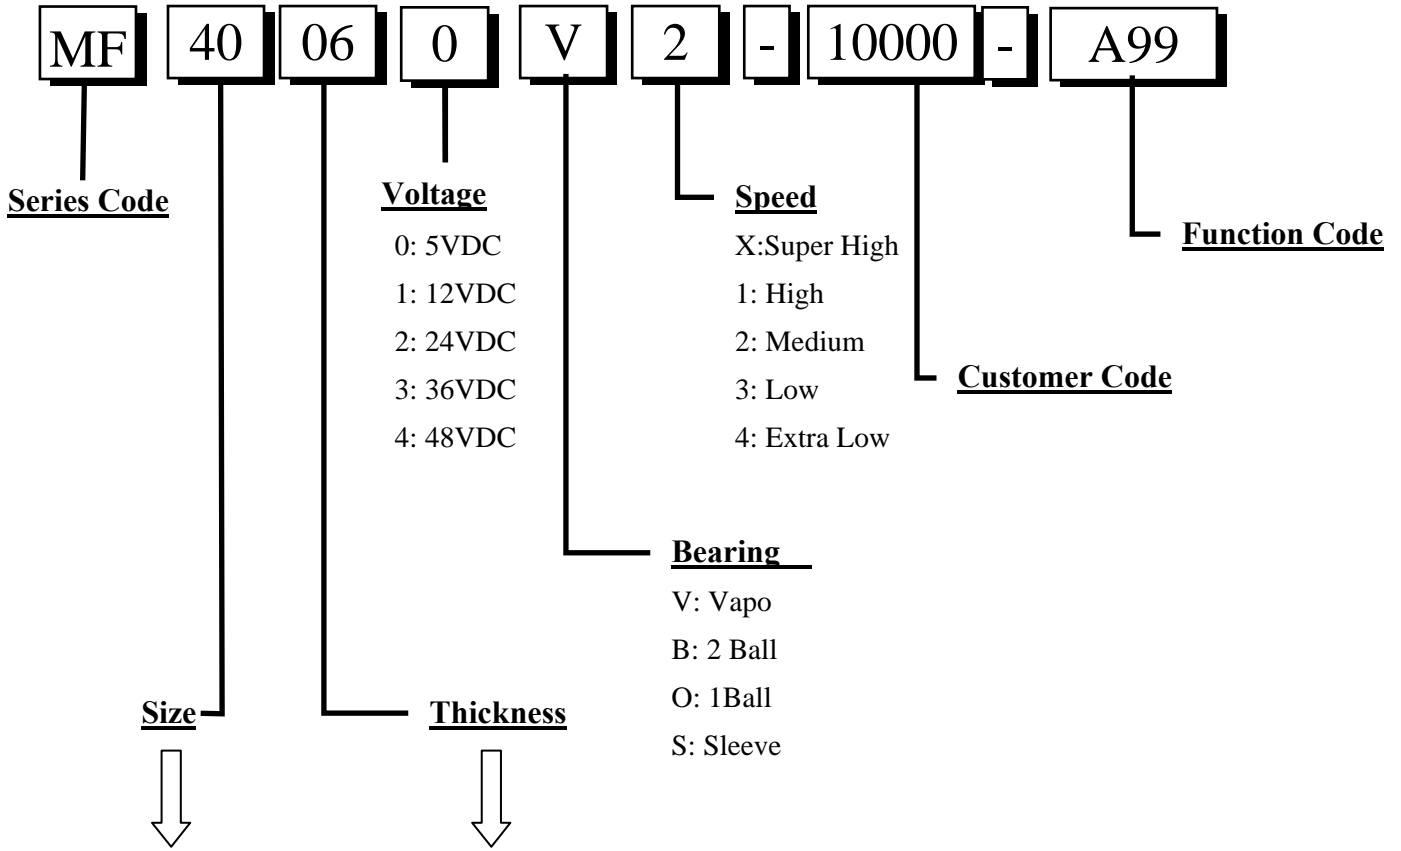 MF 40 06 0 V 2 - 10000 - A99
Series Code
Voltage
0: 5VDC
1: 12VDC
2: 24VDC
3: 36VDC
4: 48VDC
Speed
X:Super High
1: High
2: Medium
3: Low
4: Extra Low
Function Code
Customer Code
Bearing
V: Vapo
B: 2 Ball
O: 1Ball
S: Sleeve
Size
Thickness